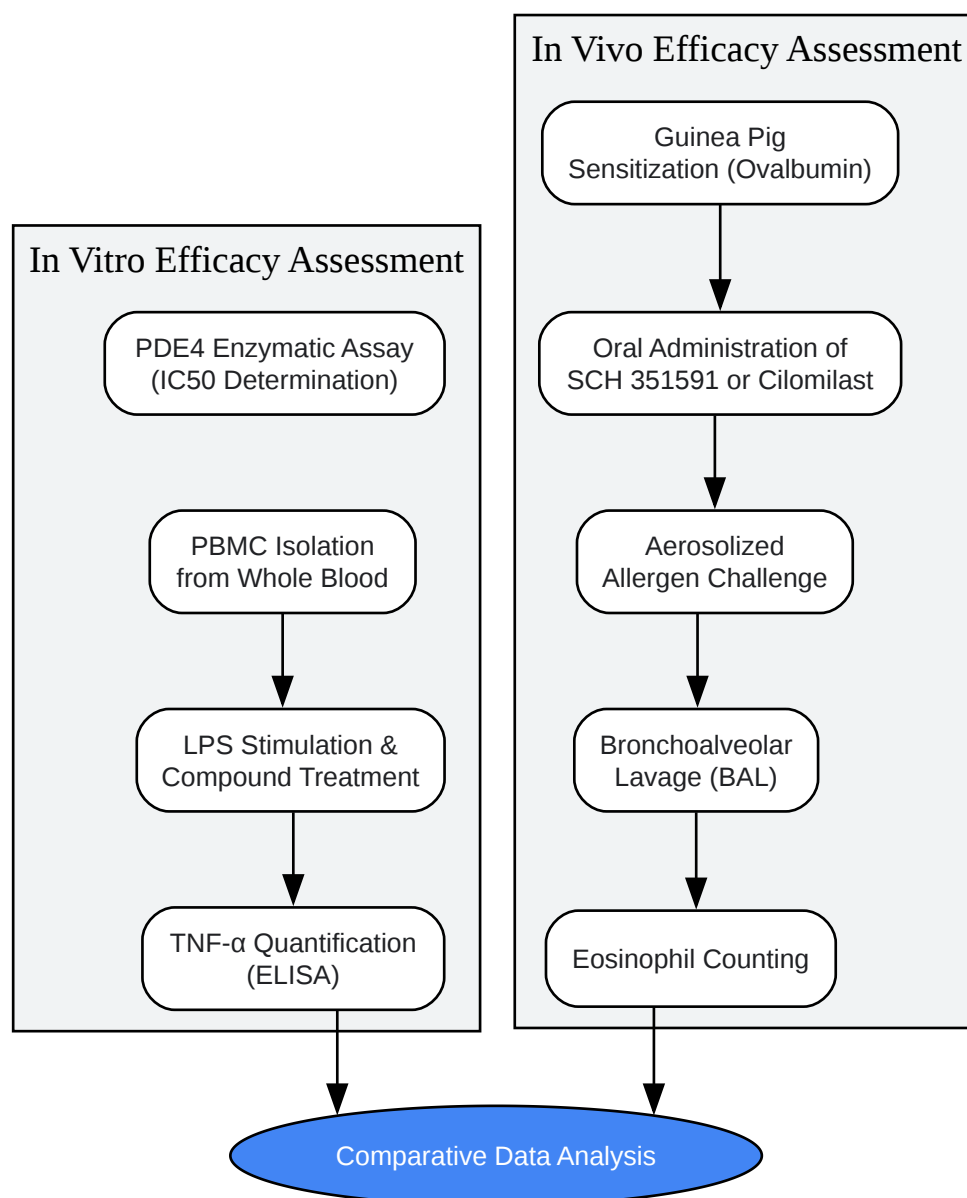 In Vitro Efficacy Assessment
PDE4 Enzymatic Assay
(IC50 Determination)
PBMC Isolation
from Whole Blood
LPS Stimulation &
Compound Treatment
TNF-α Quantification
(ELISA)
In Vivo Efficacy Assessment
Guinea Pig
Sensitization (Ovalbumin)
Oral Administration of
SCH 351591 or Cilomilast
Aerosolized
Allergen Challenge
Bronchoalveolar
Lavage (BAL)
Eosinophil Counting
Comparative Data Analysis